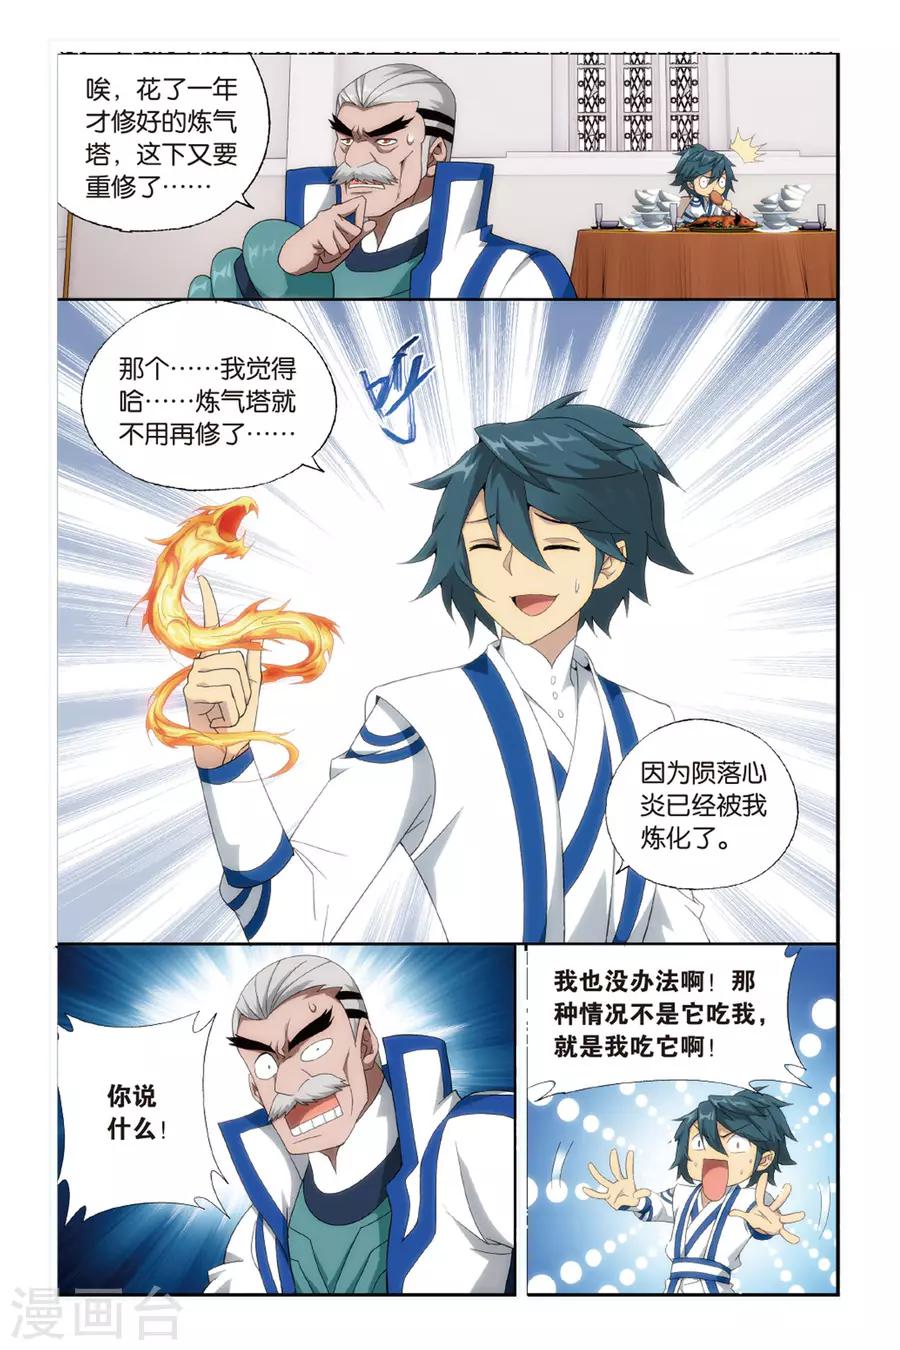 唉，花了一年
才修好的炼气
塔，这下又要
重修了……
那个……我觉得
哈……炼气塔就
不用再修了……
因为陨落心
炎已经被我
炼化了。
你说
什么！
我也没办法啊！那
种情况不是它吃我，
就是我吃它啊！
漫画台